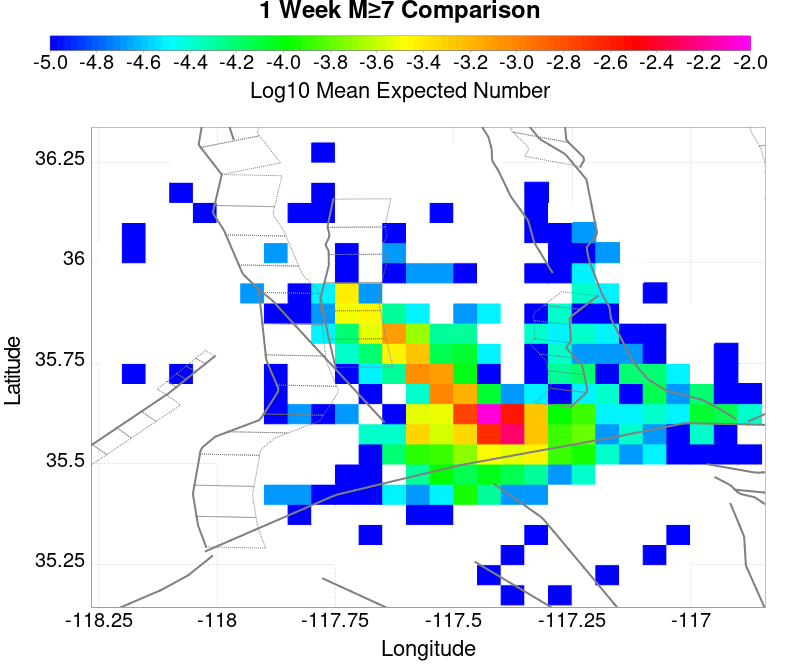 1 Week M≥7 Comparison
-5.0 -4.8 -4.6 -4.4 -4.2 -4.0 -3.8 -3.6 -3.4 -3.2 -3.0 -2.8 -2.6 -2.4 -2.2 -2.0
Log10 Mean Expected Number
36.25
36
35.75
35.5
35.25
Latitude
-118.25 -118 -117.75 -117.5 -117.25 -117
Longitude